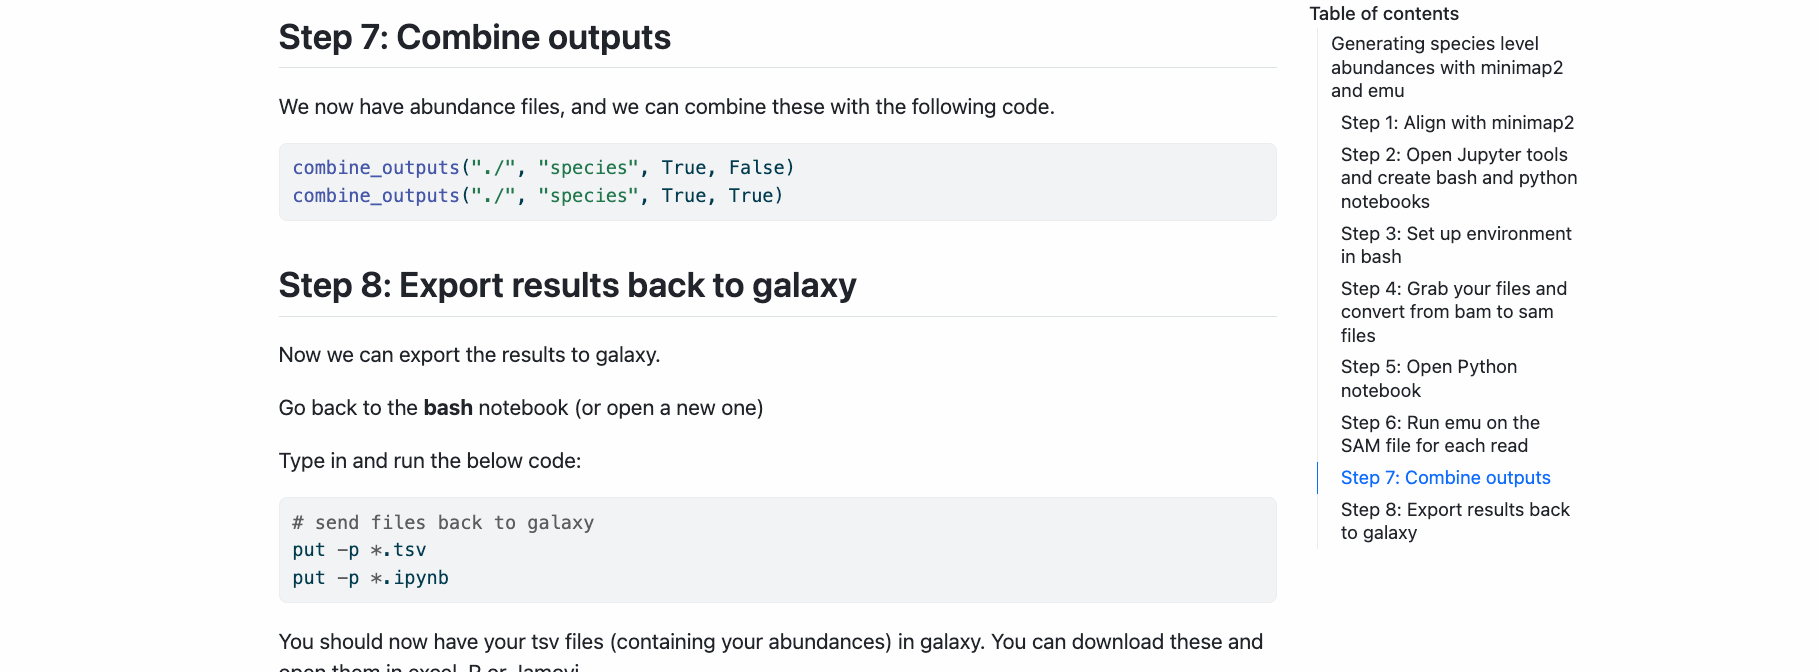 Step 7: Combine outputs
We now have abundance files, and we can combine these with the following code.
combine_outputs("./", "species", True, False)
combine_outputs("./", "species", True, True)
Step 8: Export results back to galaxy
Now we can export the results to galaxy.
Go back to the bash notebook (or open a new one)
Type in and run the below code:
# send files back to galaxy
put -p *.tsv
put -p *.ipynb
You should now have your tsv files (containing your abundances) in galaxy. You can download these and
open them in excel, R or Jamovi
Table of contents
Generating species level
abundances with minimap2
and emu
Step 1: Align with minimap2
Step 2: Open Jupyter tools
and create bash and python
notebooks
Step 3: Set up environment
in bash
Step 4: Grab your files and
convert from bam to sam
files
Step 5: Open Python
notebook
Step 6: Run emu on the
SAM file for each read
Step 7: Combine outputs
Step 8: Export results back
to galaxy